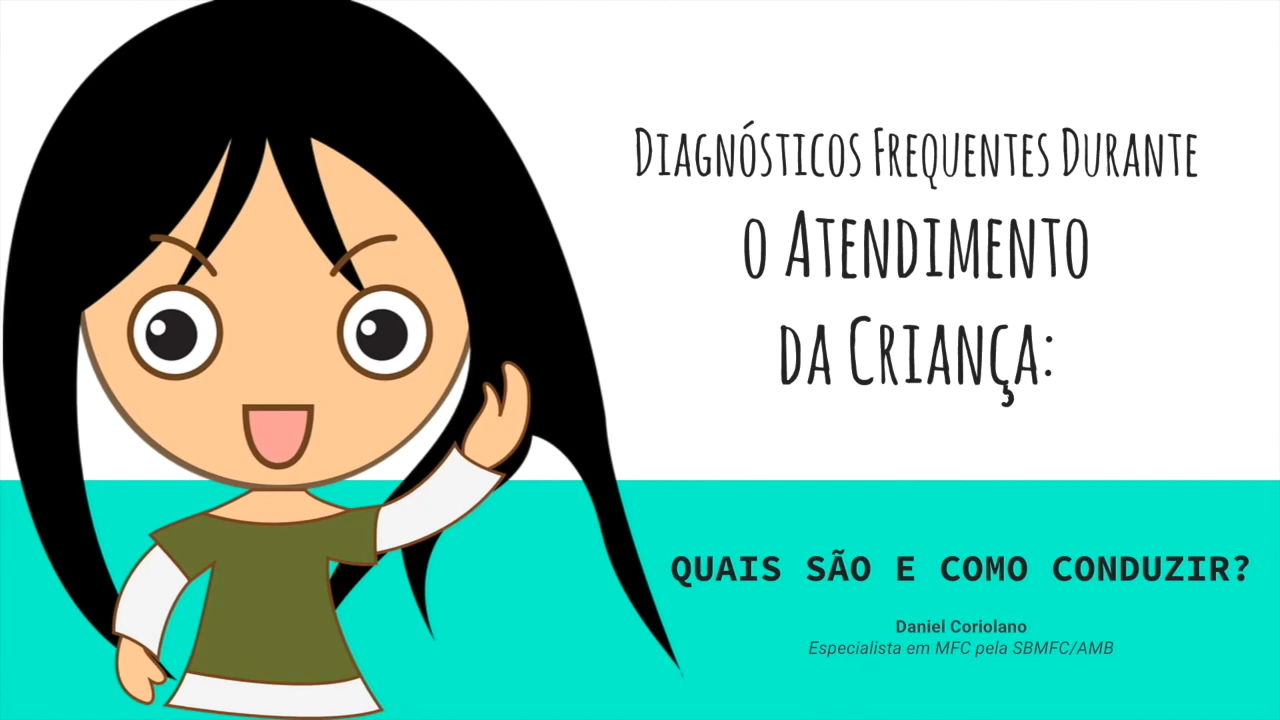 Diagnósticos Frequentes Durante
o Atendimento
da Criança:
QUAIS SÃO E COMO CONDUZIR?
Daniel Coriolano
Especialista em MFC pela SBMFC/AMB